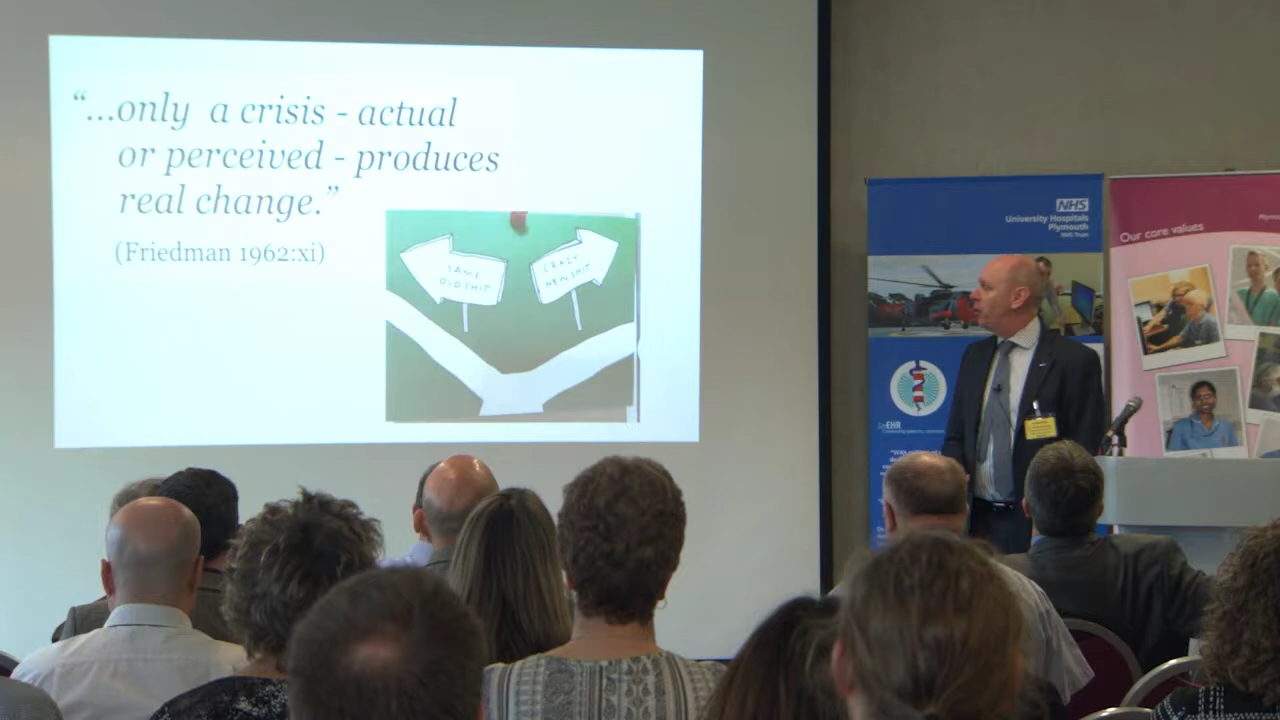 “...only a crisis - actual
or perceived - produces
real change.”
(Friedman 1962:xi)
SAME
OLD SHIT
CRAZY
NEW SHIT
NHS
University Hospitals
Plymouth
NHS Trust
Our core values
EHR